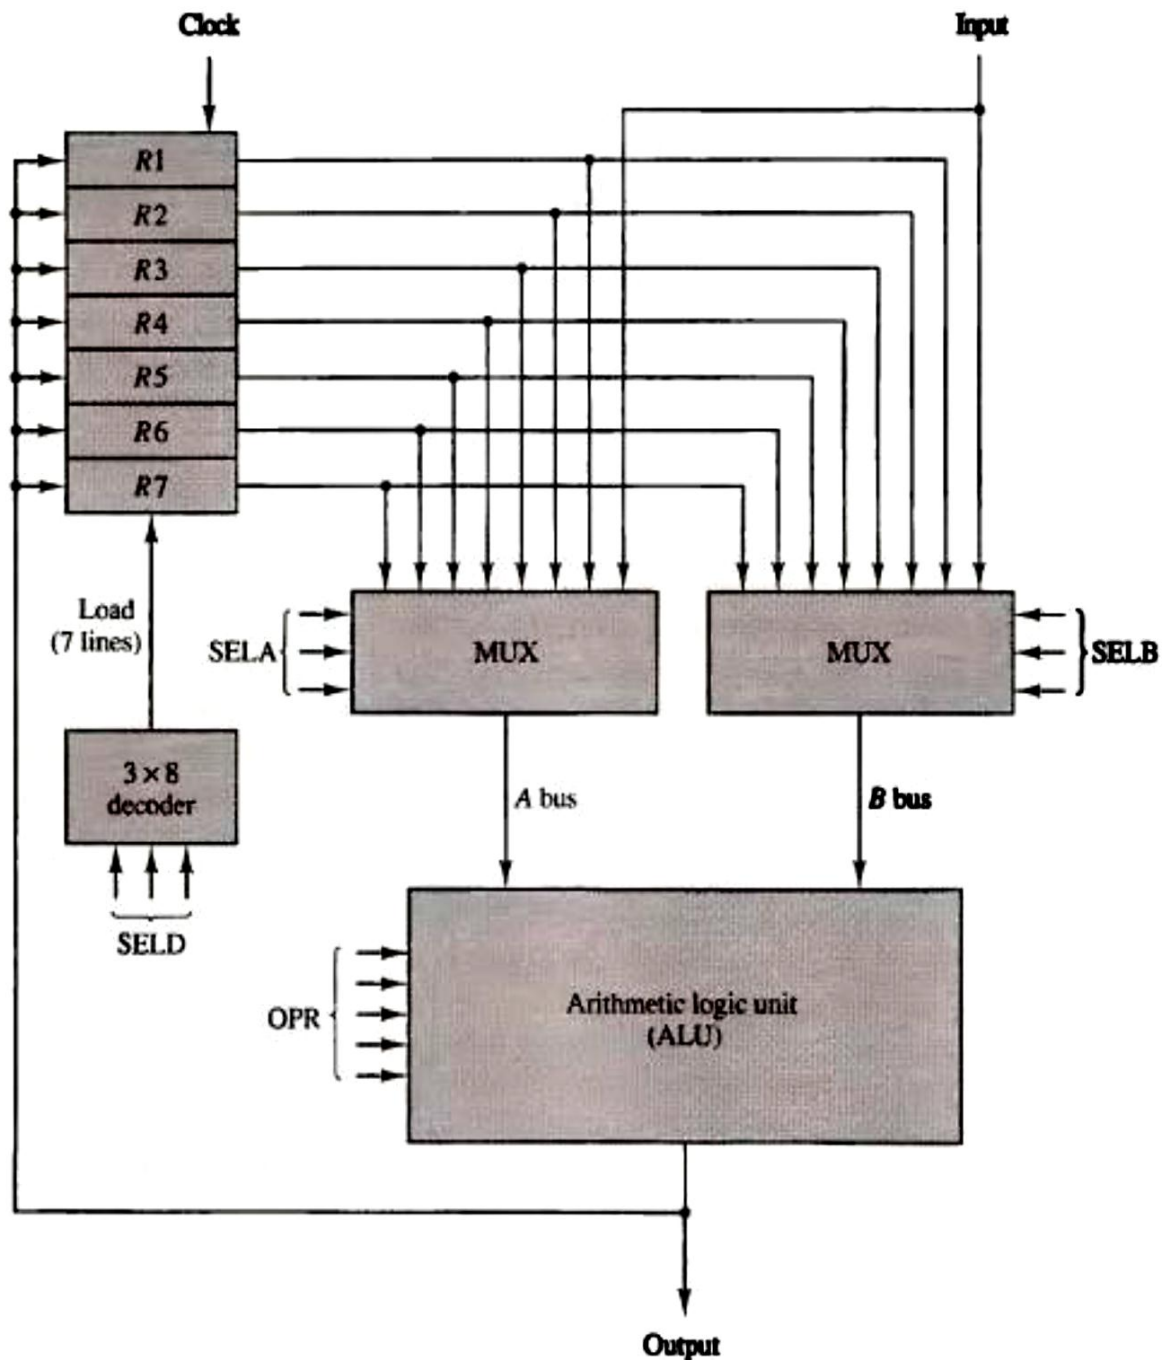 Clock
Input
R1
R2
R3
R4
R5
R6
R7
Load
(7 lines)
SELA
MUX
MUX
SELB
3 × 8
decoder
A bus
B bus
SELD
OPR
Arithmetic logic unit
(ALU)
Output